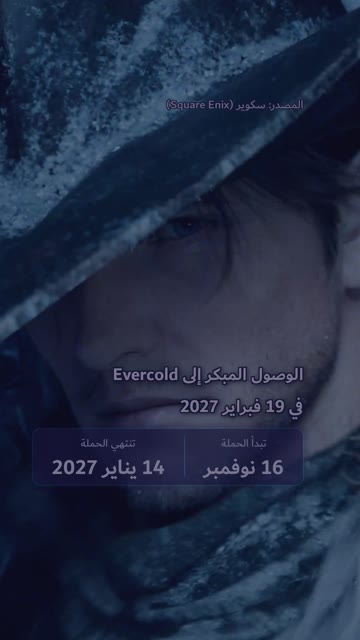 المصدر: سكوير (Square Enix)
الوصول المبكر إلى Evercold
في 19 فبراير 2027
تبدأ الحملة
16 نوفمبر
تنتهي الحملة
14 يناير 2027